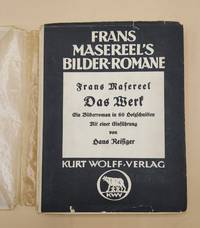 FRANS
MASEREEL'S
BILDER-ROMANE
Frans Masereel
Das Werk
Ein Bilderroman in 60 Holzschnitten
Mit einer Einführung
von
Hans Reisiger
KURT WOLFF-VERLAG
KWV